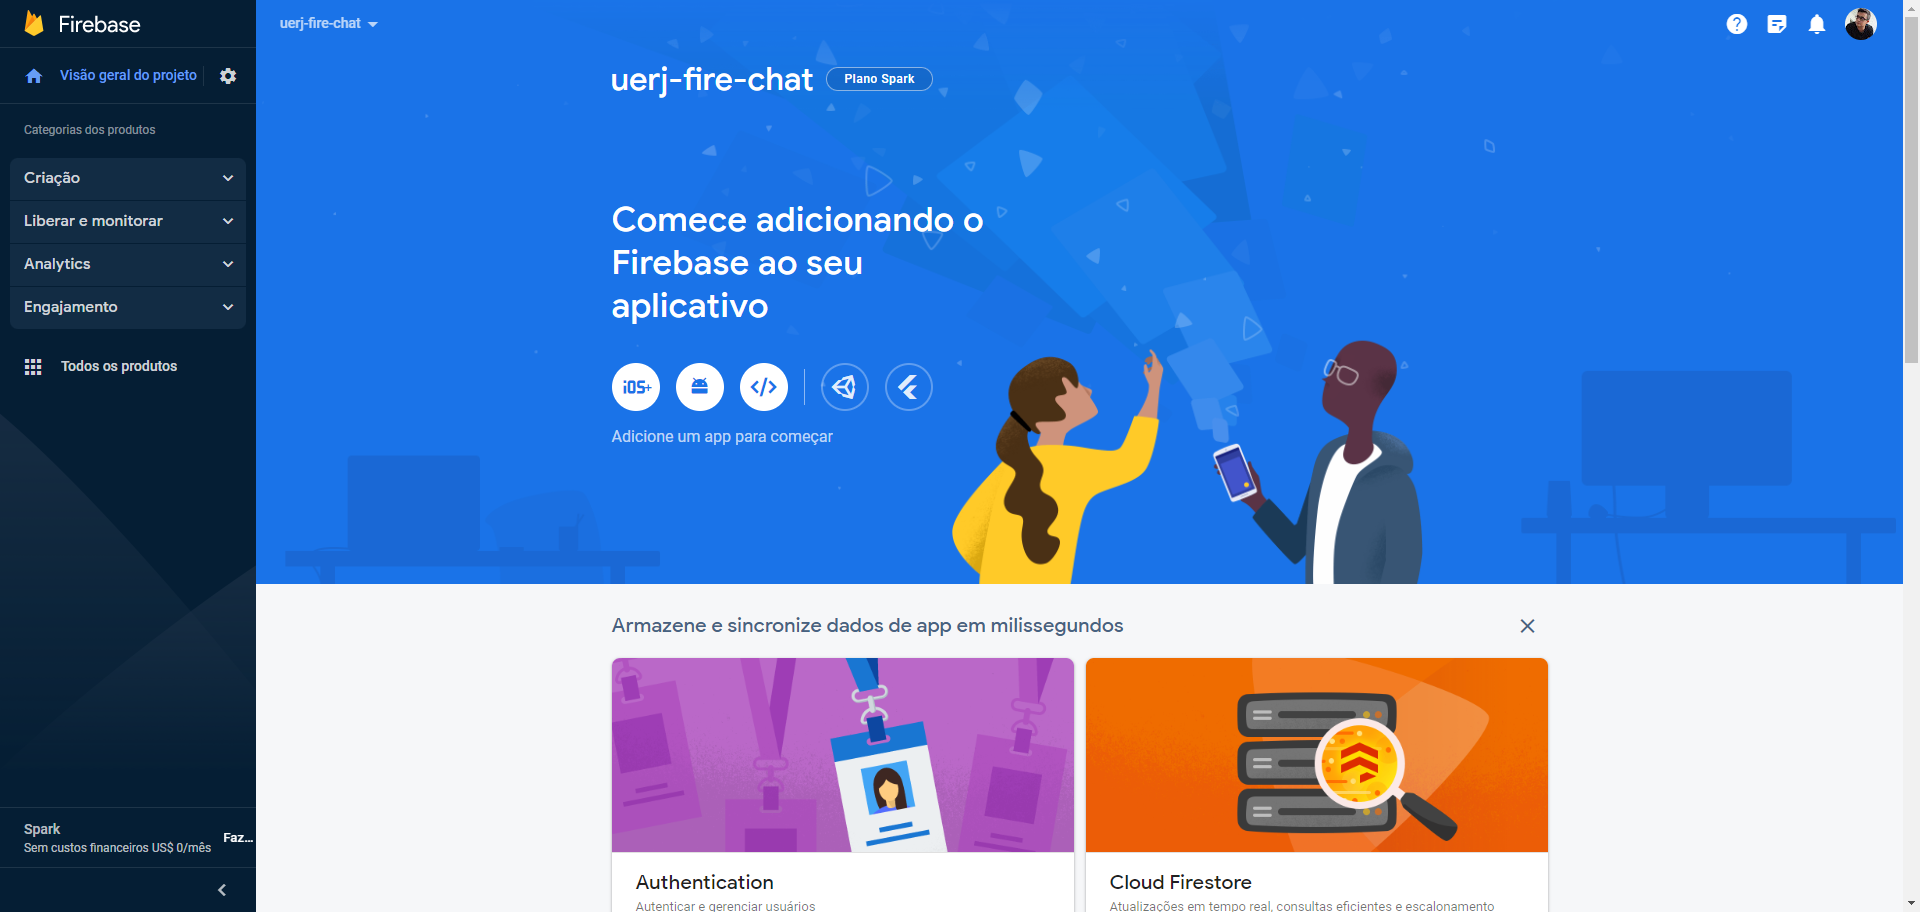 Firebase
uerj-fire-chat
Visão geral do projeto
Categorias dos produtos
Criação
Liberar e monitorar
Analytics
Engajamento
Todos os produtos
Spark
Sem custos financeiros US$ 0/mês
Faz...
uerj-fire-chat
Plano Spark
Comece adicionando o
Firebase ao seu
aplicativo
iOS+
Adicione um app para começar
Armazene e sincronize dados de app em milissegundos
Authentication
Autenticar e gerenciar usuários
Cloud Firestore
Atualizações em tempo real, consultas eficientes e escalonamento